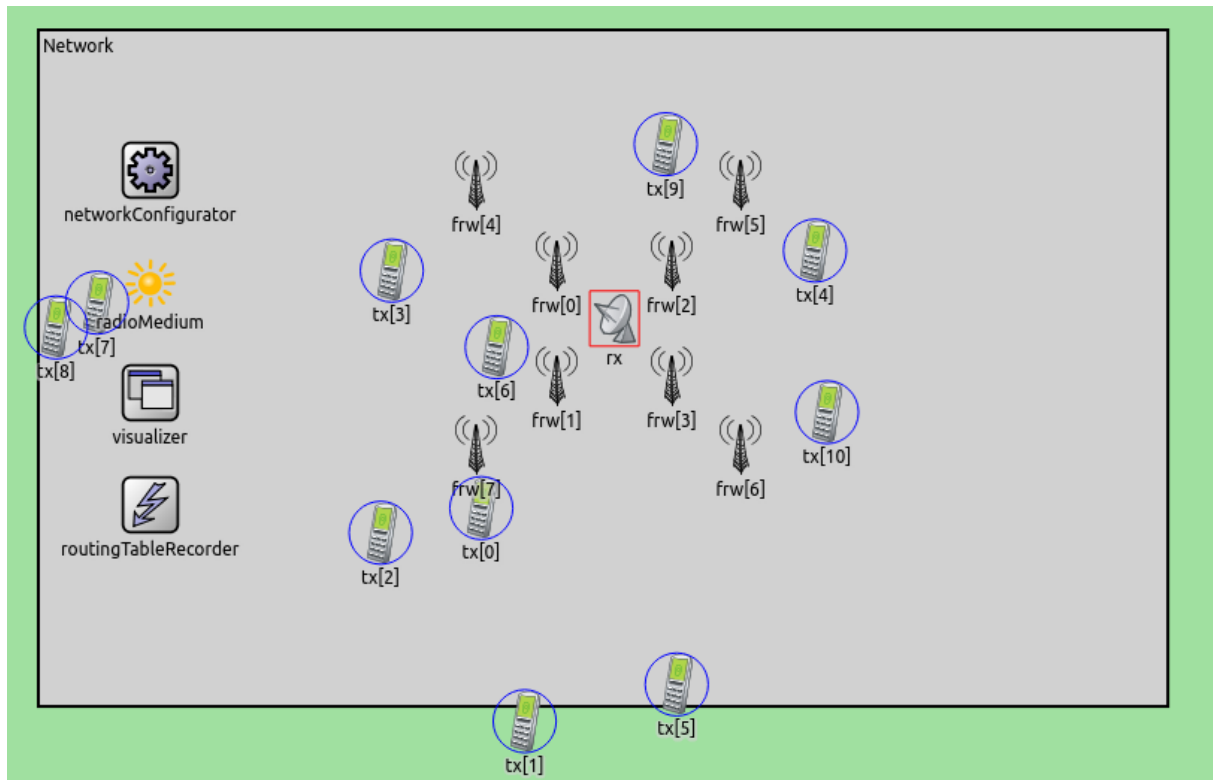 Network
tx[9]
networkConfigurator
frw[4]
frw[5]
tx[3]
frw[0]
frw[2]
tx[4]
radioMedium
tx[7]
tx[8]
rx
tx[6]
frw[1]
frw[3]
visualizer
tx[10]
frw[7]
frw[6]
routingTableRecorder
tx[0]
tx[2]
tx[5]
tx[1]